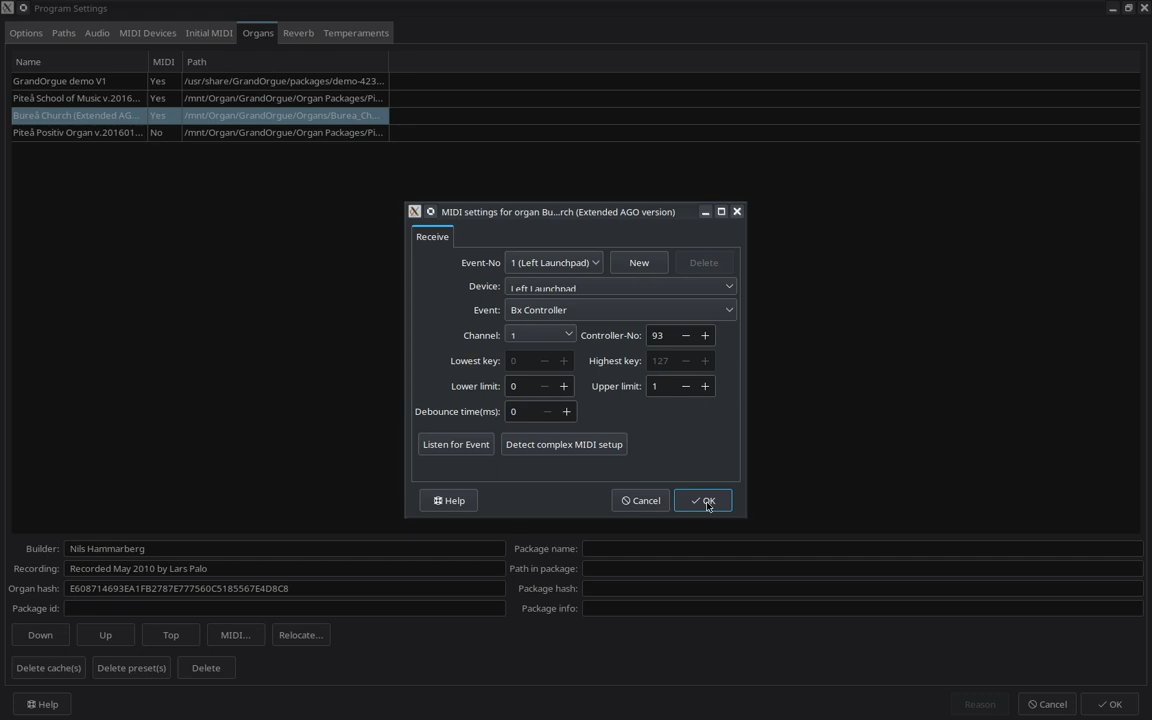 Program Settings
Options Paths Audio MIDI Devices Initial MIDI Organs Reverb Temperaments
Name MIDI Path
GrandOrgue demo V1 Yes /usr/share/GrandOrgue/packages/demo-423...
Piteå School of Music v.2016... Yes /mnt/Organ/GrandOrgue/Organ Packages/Pi...
Bureå Church (Extended AG... Yes /mnt/Organ/GrandOrgue/Organs/Burea_Ch...
Piteå Positiv Organ v.201601... No /mnt/Organ/GrandOrgue/Organ Packages/Pi...
MIDI settings for organ Bu...rch (Extended AGO version)
Receive
Event-No 1 (Left Launchpad) New Delete
Device: Left Launchpad
Event: Bx Controller
Channel: 1 Controller-No: 93
Lowest key: 0 Highest key: 127
Lower limit: 0 Upper limit: 1
Debounce time(ms): 0
Listen for Event Detect complex MIDI setup
Help Cancel OK
Builder: Nils Hammarberg Package name:
Recording: Recorded May 2010 by Lars Palo Path in package:
Organ hash: E608714693EA1FB2787E777560C5185567E4D8C8 Package hash:
Package id: Package info:
Down Up Top MIDI... Relocate...
Delete cache(s) Delete preset(s) Delete
Help Reason Cancel OK